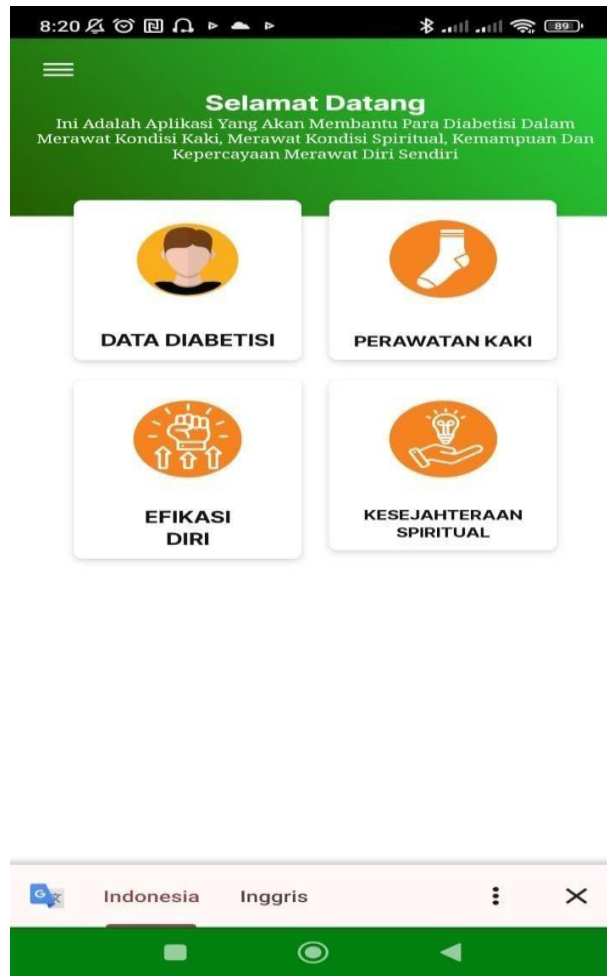 8:20
89
Selamat Datang
Ini Adalah Aplikasi Yang Akan Membantu Para Diabetisi Dalam
Merawat Kondisi Kaki, Merawat Kondisi Spiritual, Kemampuan Dan
Kepercayaan Merawat Diri Sendiri
DATA DIABETISI
PERAWATAN KAKI
EFIKASI
DIRI
KESEJAHTERAAN
SPIRITUAL
Indonesia
Inggris